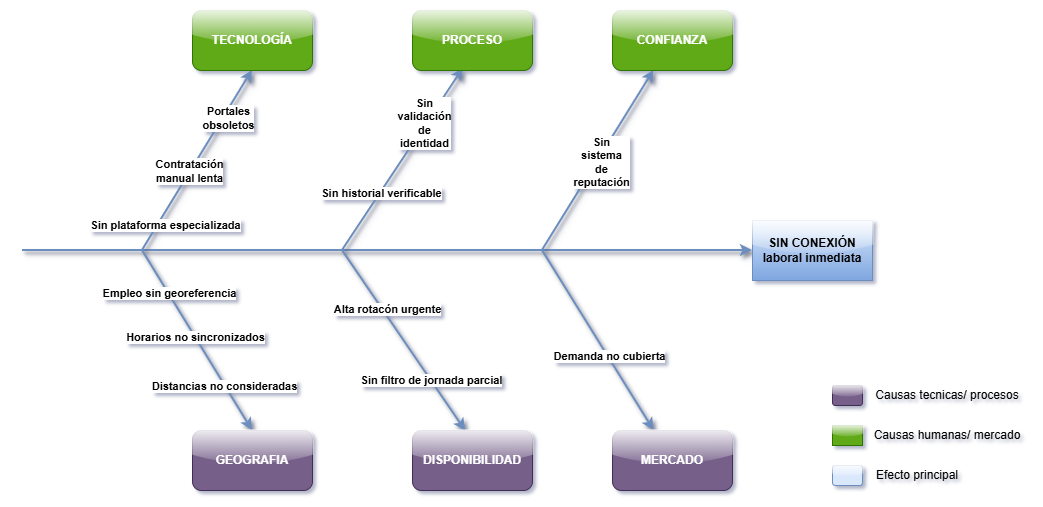 TECNOLOGÍA
PROCESO
CONFIANZA
Portales
obsoletos
Contratación
manual lenta
Sin plataforma especializada
Sin
validación
de
identidad
Sin historial verificable
Sin
sistema
de
reputación
SIN CONEXIÓN
laboral inmediata
Empleo sin georeferencia
Horarios no sincronizados
Distancias no consideradas
Alta rotacón urgente
Sin filtro de jornada parcial
Demanda no cubierta
GEOGRAFIA
DISPONIBILIDAD
MERCADO
Causas tecnicas/ procesos
Causas humanas/ mercado
Efecto principal